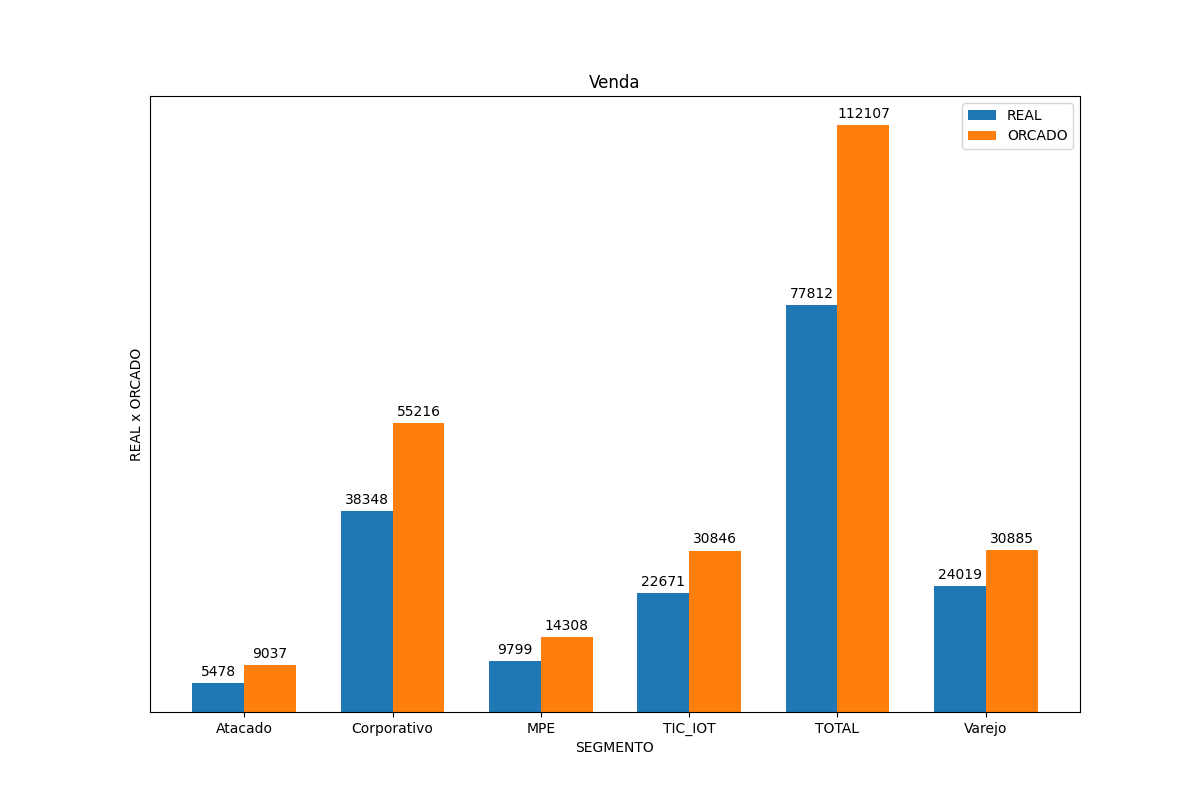 Venda
REAL
ORCADO
112107
77812
55216
38348
30846
30885
22671
24019
14308
9799
9037
5478
REAL x ORCADO
Atacado Corporativo MPE TIC_IOT TOTAL Varejo
SEGMENTO